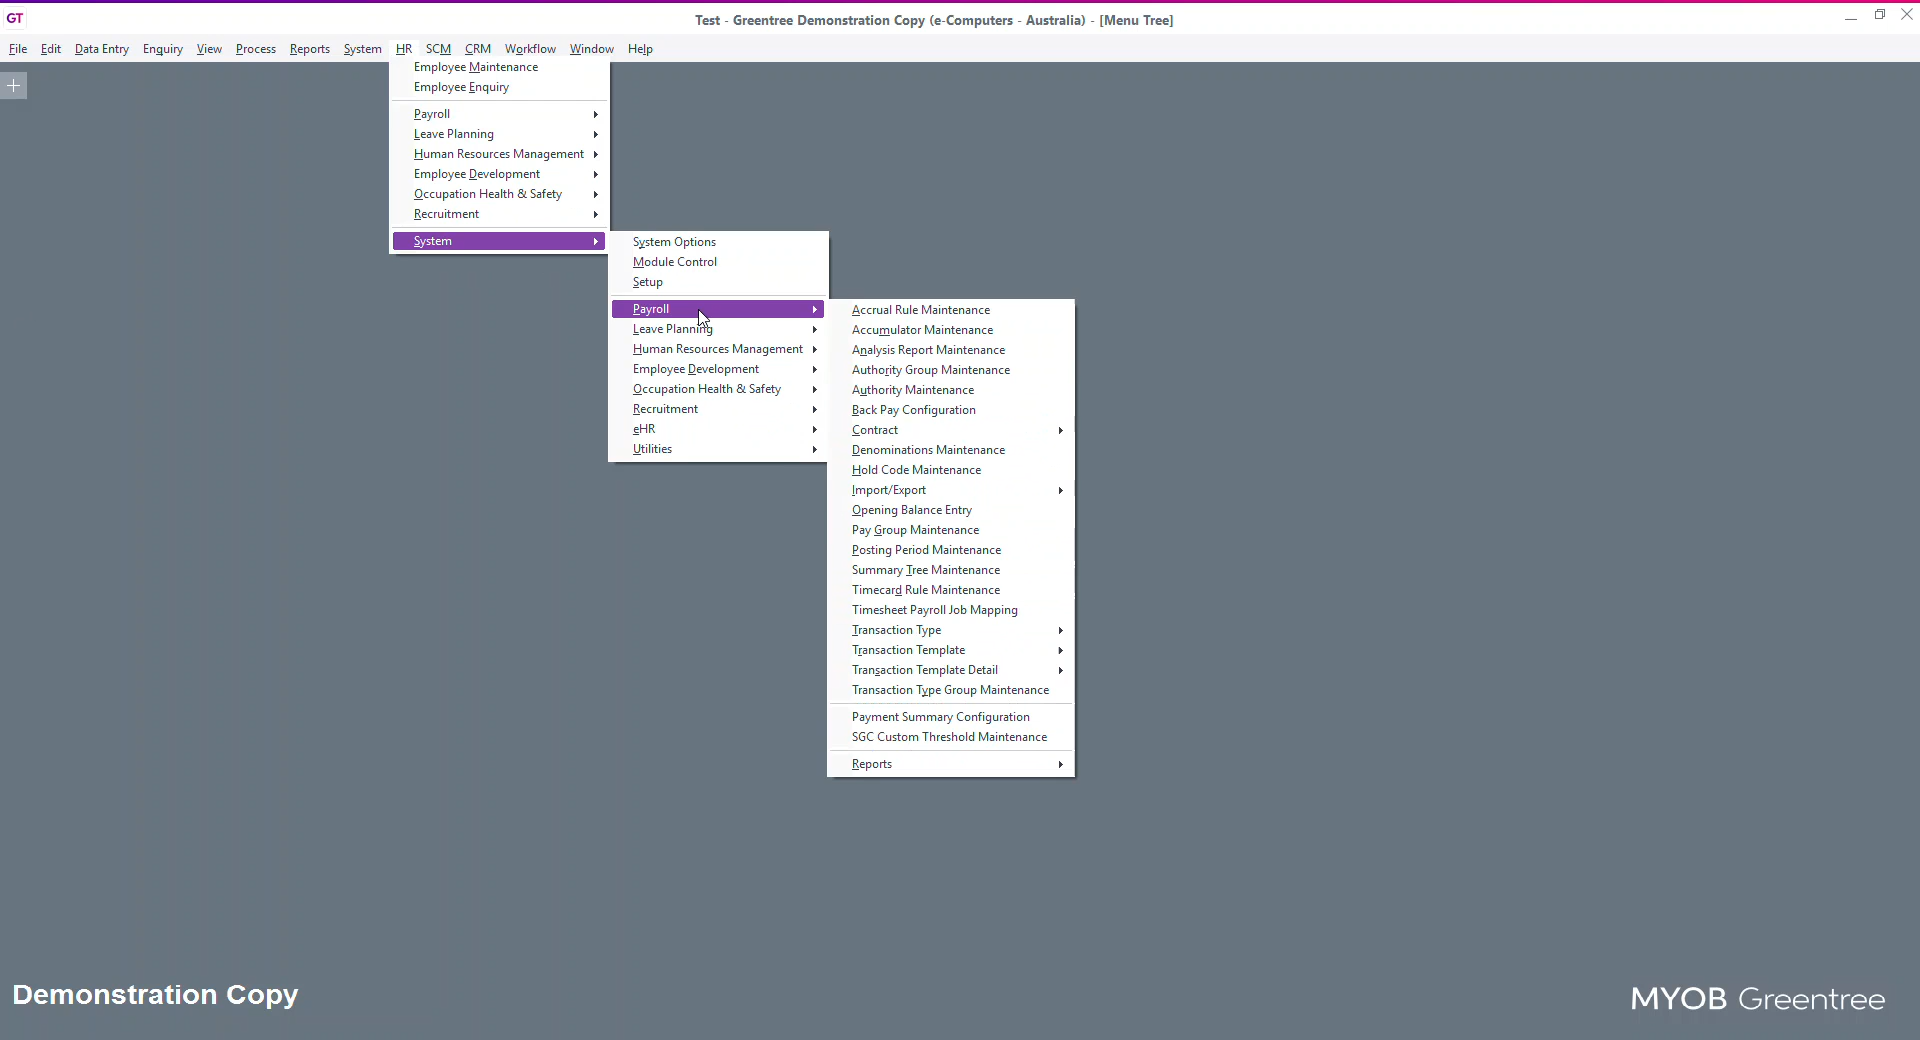 GT
Test - Greentree Demonstration Copy (e-Computers - Australia) - [Menu Tree]
File Edit Data Entry Enquiry View Process Reports System HR SCM CRM Workflow Window Help
Employee Maintenance
Employee Enquiry
Payroll
Leave Planning
Human Resources Management
Employee Development
Occupation Health & Safety
Recruitment
System
System Options
Module Control
Setup
Payroll
Leave Planning
Human Resources Management
Employee Development
Occupation Health & Safety
Recruitment
eHR
Utilities
Accrual Rule Maintenance
Accumulator Maintenance
Analysis Report Maintenance
Authority Group Maintenance
Authority Maintenance
Back Pay Configuration
Contract
Denominations Maintenance
Hold Code Maintenance
Import/Export
Opening Balance Entry
Pay Group Maintenance
Posting Period Maintenance
Summary Tree Maintenance
Timecard Rule Maintenance
Timesheet Payroll Job Mapping
Transaction Type
Transaction Template
Transaction Template Detail
Transaction Type Group Maintenance
Payment Summary Configuration
SGC Custom Threshold Maintenance
Reports
Demonstration Copy
MYOB Greentree